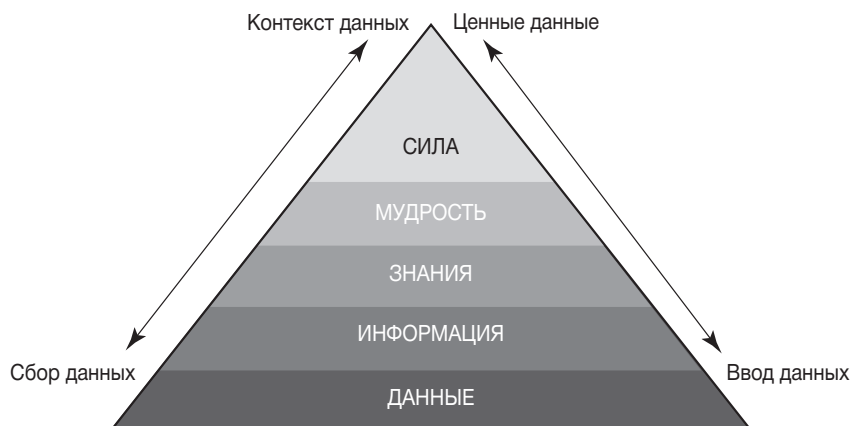 Контекст данных
Ценные данные
СИЛА
МУДРОСТЬ
ЗНАНИЯ
ИНФОРМАЦИЯ
Сбор данных
Ввод данных
ДАННЫЕ